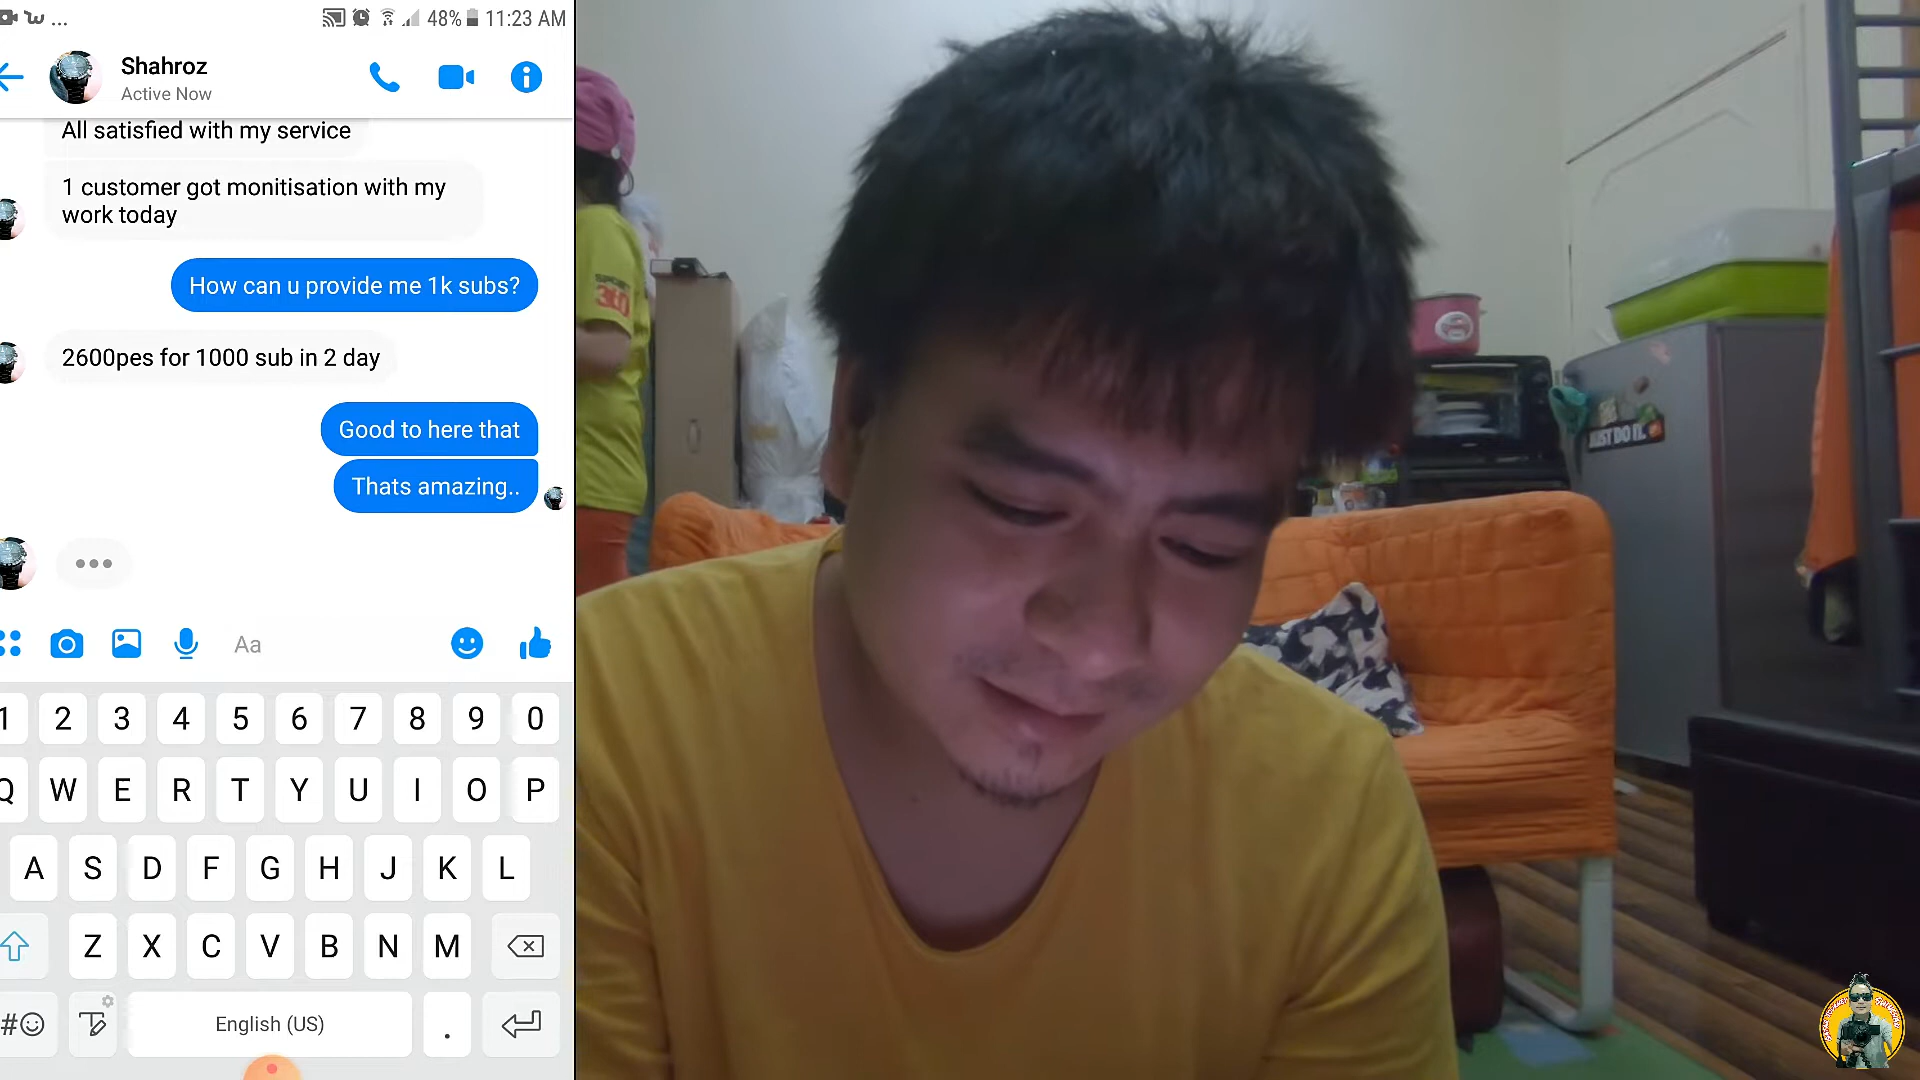 ... 48% 11:23 AM
Shahroz
Active Now
All satisfied with my service
1 customer got monitisation with my
work today
How can u provide me 1k subs?
2600pes for 1000 sub in 2 day
Good to here that
Thats amazing..
Aa
1 2 3 4 5 6 7 8 9 0
Q W E R T Y U I O P
A S D F G H J K L
Z X C V B N M
#
English (US)
.
360
JUST DO IT.